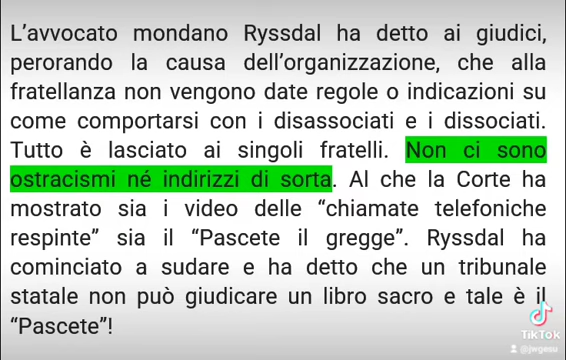 L’avvocato mondano Ryssdal ha detto ai giudici,
perorando la causa dell’organizzazione, che alla
fratellanza non vengono date regole o indicazioni su
come comportarsi con i disassociati e i dissociati.
Tutto è lasciato ai singoli fratelli. Non ci sono
ostracismi né indirizzi di sorta. Al che la Corte ha
mostrato sia i video delle “chiamate telefoniche
respinte” sia il “Pascete il gregge”. Ryssdal ha
cominciato a sudare e ha detto che un tribunale
statale non può giudicare un libro sacro e tale è il
“Pascete”!
TikTok
@jwgesu